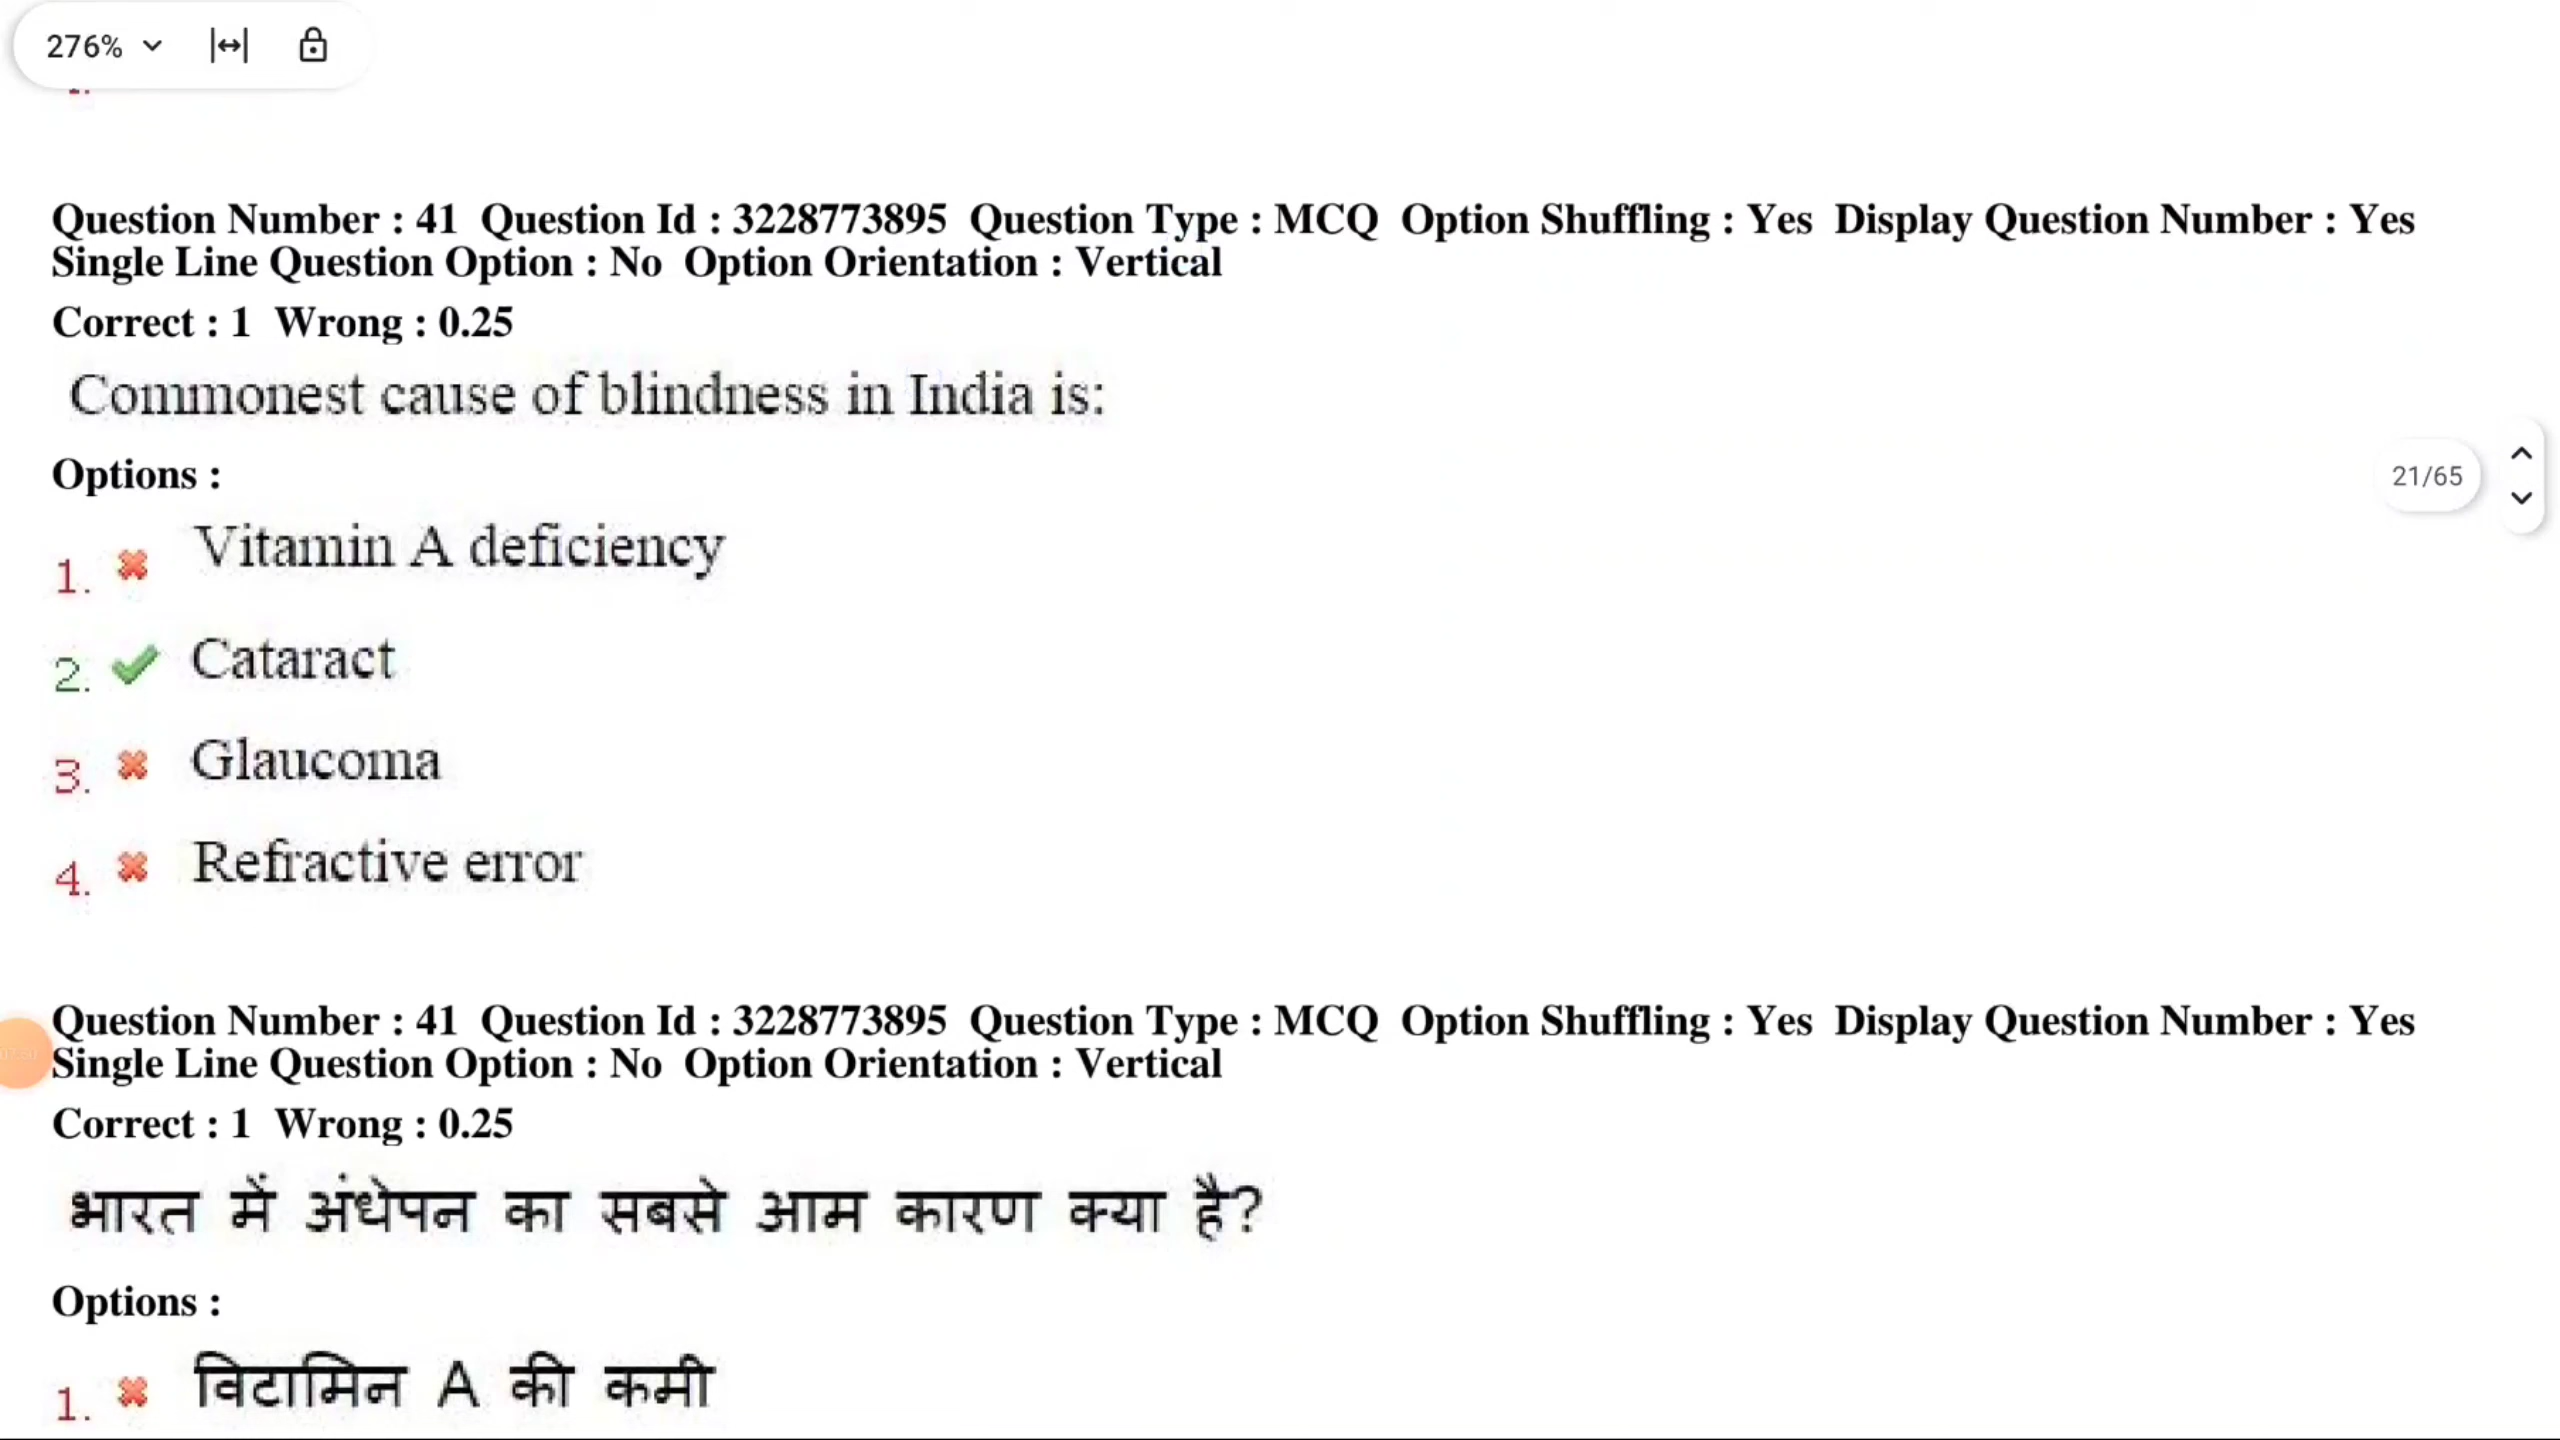 276%
Question Number : 41 Question Id : 3228773895 Question Type : MCQ Option Shuffling : Yes Display Question Number : Yes
Single Line Question Option : No Option Orientation : Vertical
Correct : 1 Wrong : 0.25
Commonest cause of blindness in India is:
Options :
21/65
1. Vitamin A deficiency
2. Cataract
3. Glaucoma
4. Refractive error
Question Number : 41 Question Id : 3228773895 Question Type : MCQ Option Shuffling : Yes Display Question Number : Yes
Single Line Question Option : No Option Orientation : Vertical
Correct : 1 Wrong : 0.25
भारत में अंधेपन का सबसे आम कारण क्या है?
Options :
1. विटामिन A की कमी